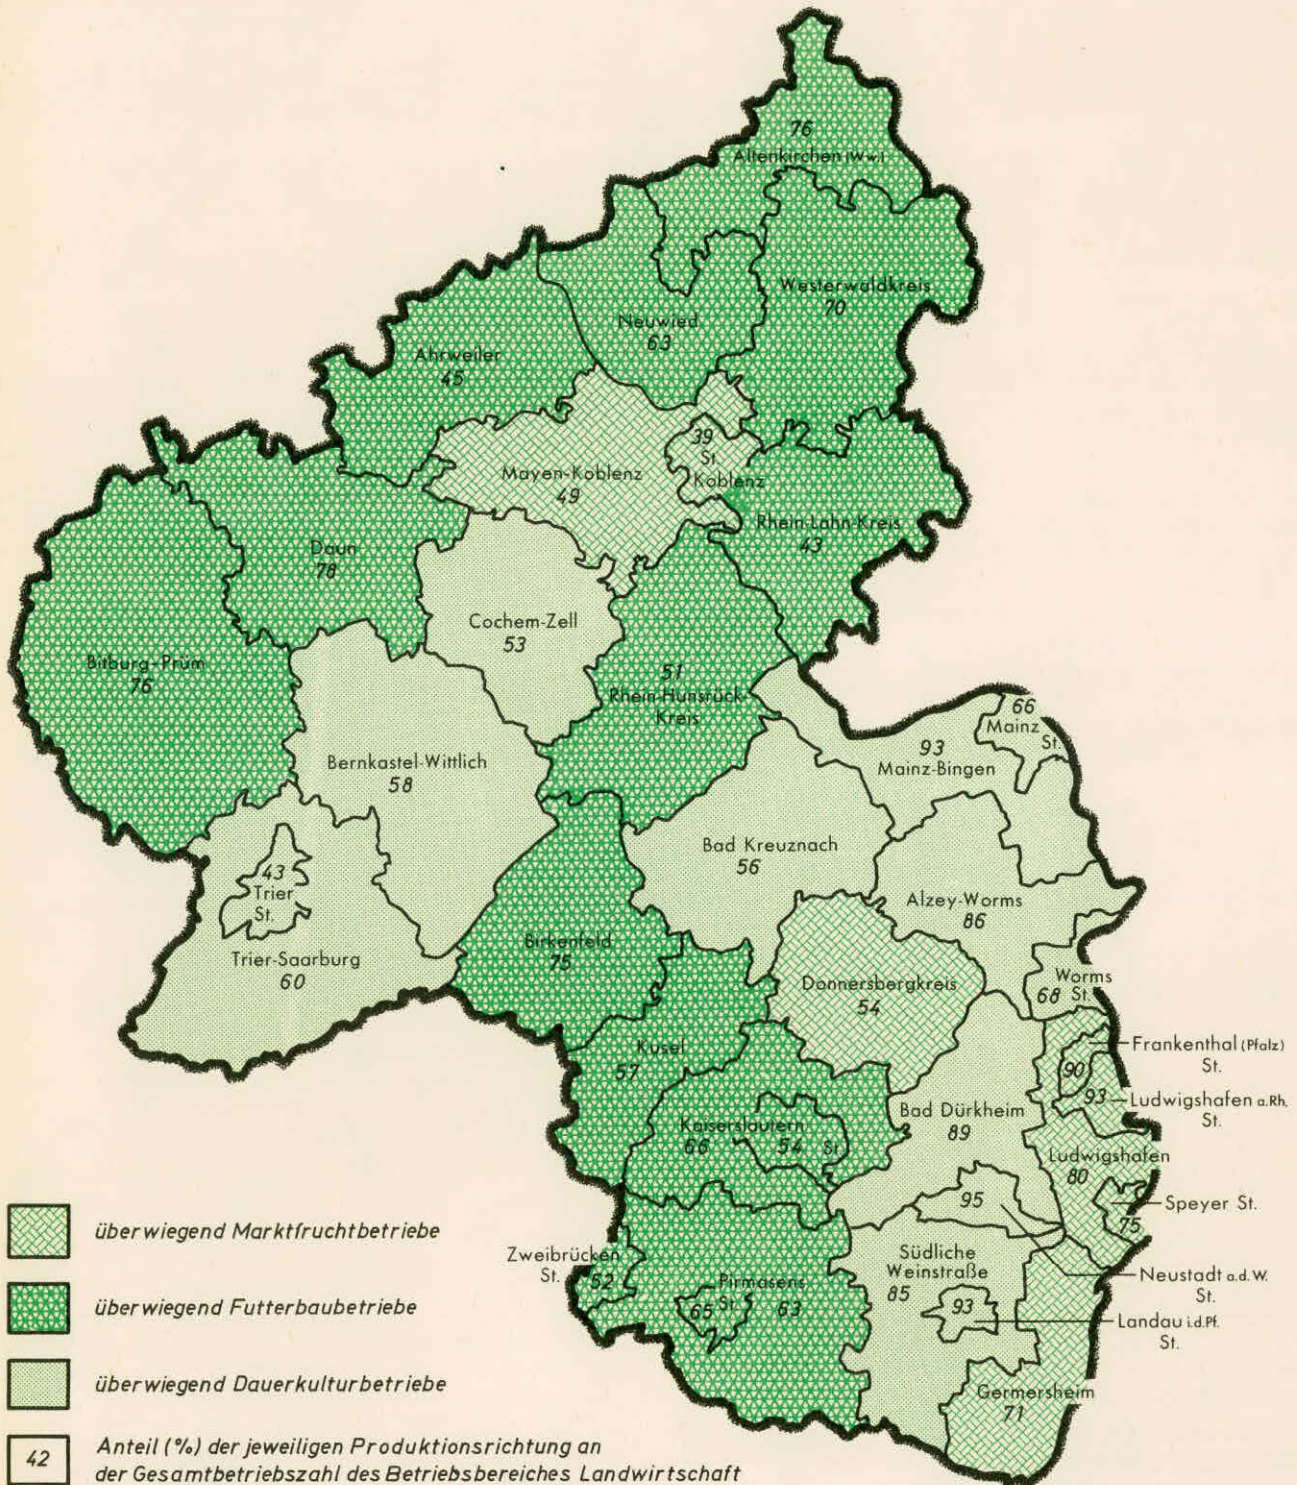 76
Altenkirchen (Ww.)
Westerwaldkreis
70
Neuwied
63
Ahrweiler
45
39
St.
Koblenz
Mayen-Koblenz
49
Rhein-Lahn-Kreis
43
Daun
78
Cochem-Zell
53
Bitburg-Prüm
76
51
Rhein-Hunsrück-
Kreis
66
Mainz
St.
93
Mainz-Bingen
Bernkastel-Wittlich
58
Bad Kreuznach
56
43
Trier
St.
Alzey-Worms
86
Trier-Saarburg
60
Birkenfeld
75
Donnersbergkreis
54
Worms
68 St.
Kusel
57
Frankenthal (Pfalz)
St.
90
93
Ludwigshafen a.Rh.
St.
Bad Dürkheim
89
Kaiserslautern
66
54 St.
Ludwigshafen
80
95
Speyer St.
75
überwiegend Marktfruchtbetriebe
Zweibrücken
St.
52
Südliche
Weinstraße
85
Neustadt a.d.W.
St.
Pirmasens
St.
65
63
93
Landau i.d.Pf.
St.
überwiegend Futterbaubetriebe
überwiegend Dauerkulturbetriebe
Germersheim
71
42
Anteil (%) der jeweiligen Produktionsrichtung an
der Gesamtbetriebszahl des Betriebsbereiches Landwirtschaft